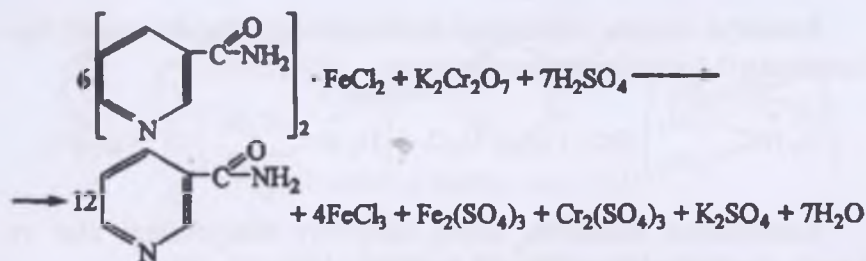 6 [ N C O NH₂ ]₂ · FeCl₂ + K₂Cr₂O₇ + 7H₂SO₄ ⟶
⟶ 12 N C O NH₂ + 4FeCl₃ + Fe₂(SO₄)₃ + Cr₂(SO₄)₃ + K₂SO₄ + 7H₂O